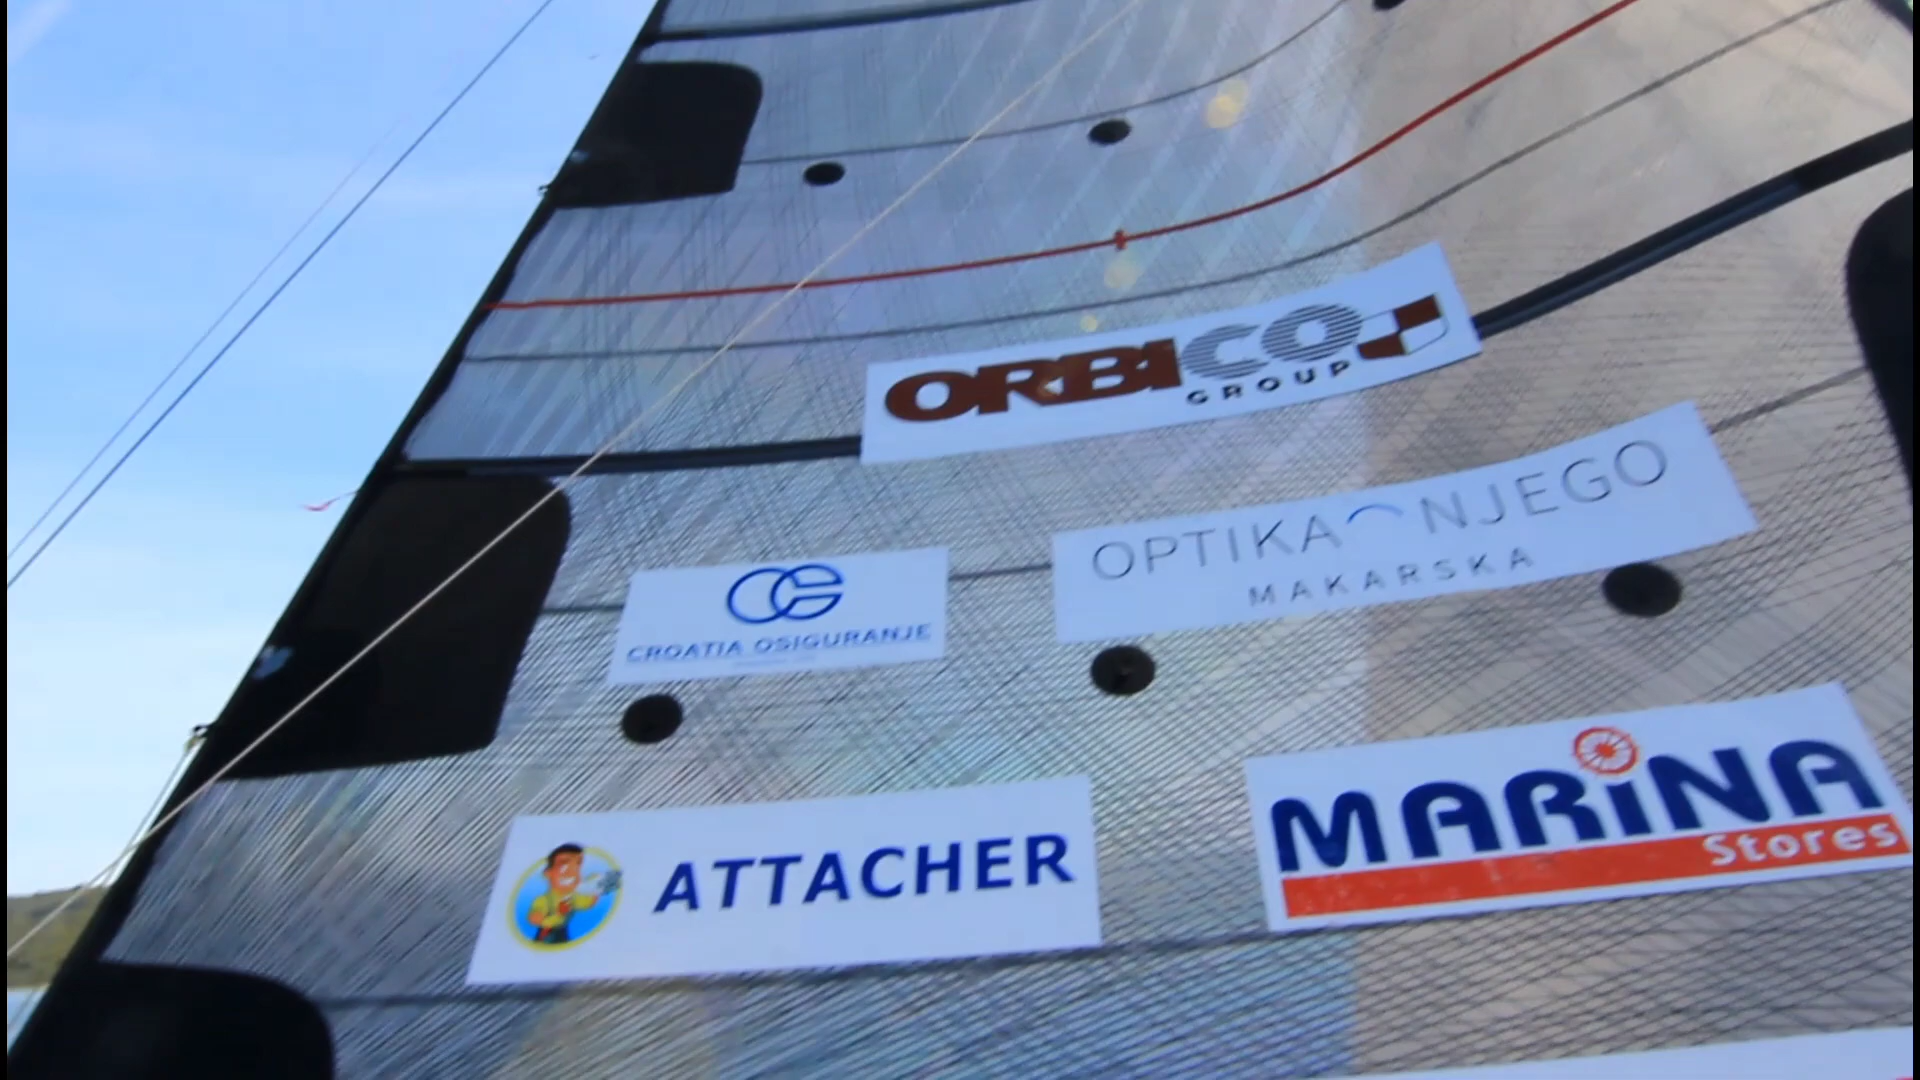 ORBICO
GROUP
OPTIKA NJEGO
MAKARSKA
CROATIA OSIGURANJE
ATTACHER
MARiNA
Stores